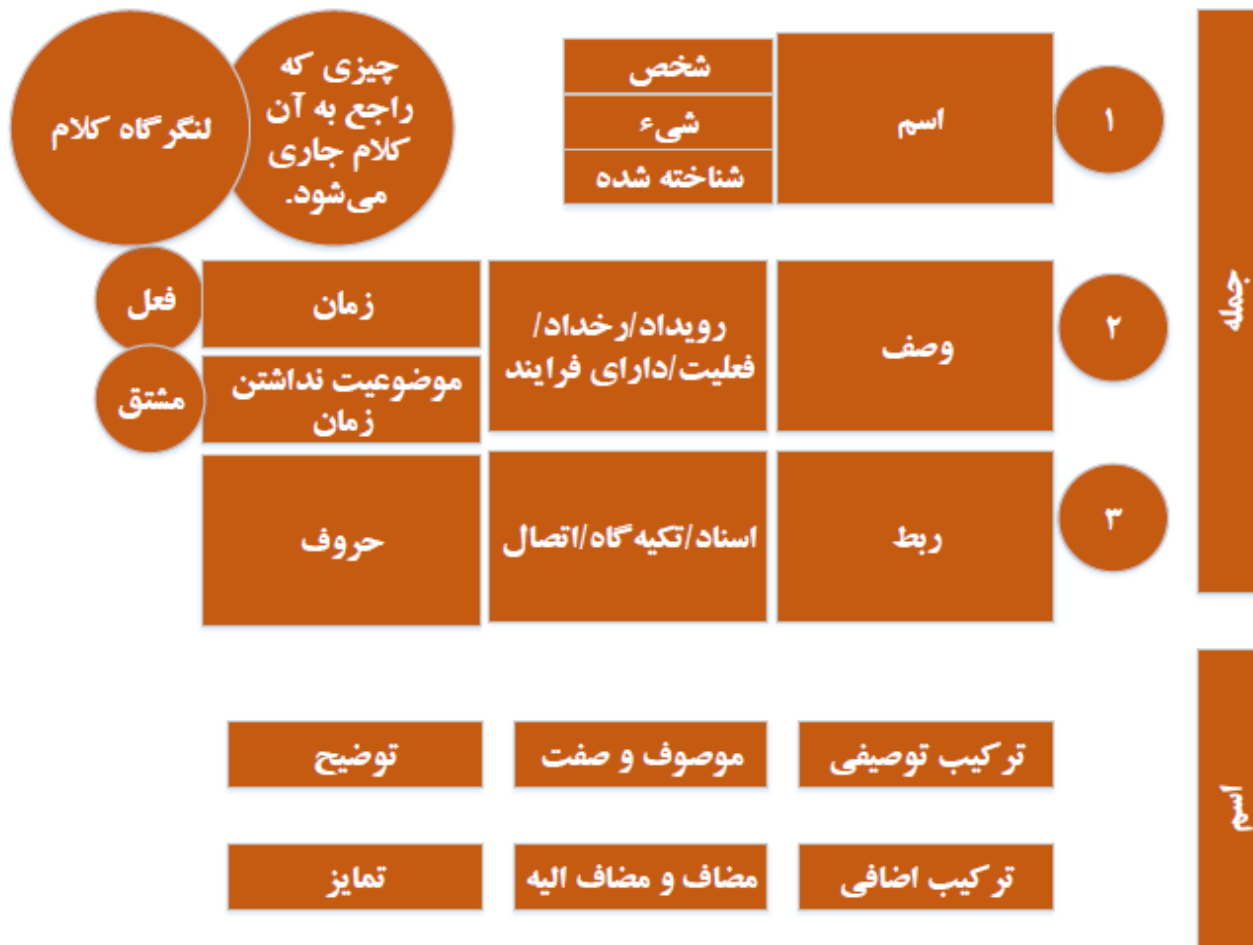 جمله
۱
اسم
شخص
شیء
شناخته شده
چیزی که
راجع به آن
کلام جاری
می‌شود.
لنگرگاه کلام
۲
وصف
رویداد/رخداد/
فعلیت/دارای فرایند
زمان
فعل
موضوعیت نداشتن
زمان
مشتق
۳
ربط
اسناد/تکیه‌گاه/اتصال
حروف
اسم
ترکیب توصیفی
موصوف و صفت
توضیح
ترکیب اضافی
مضاف و مضاف الیه
تمایز